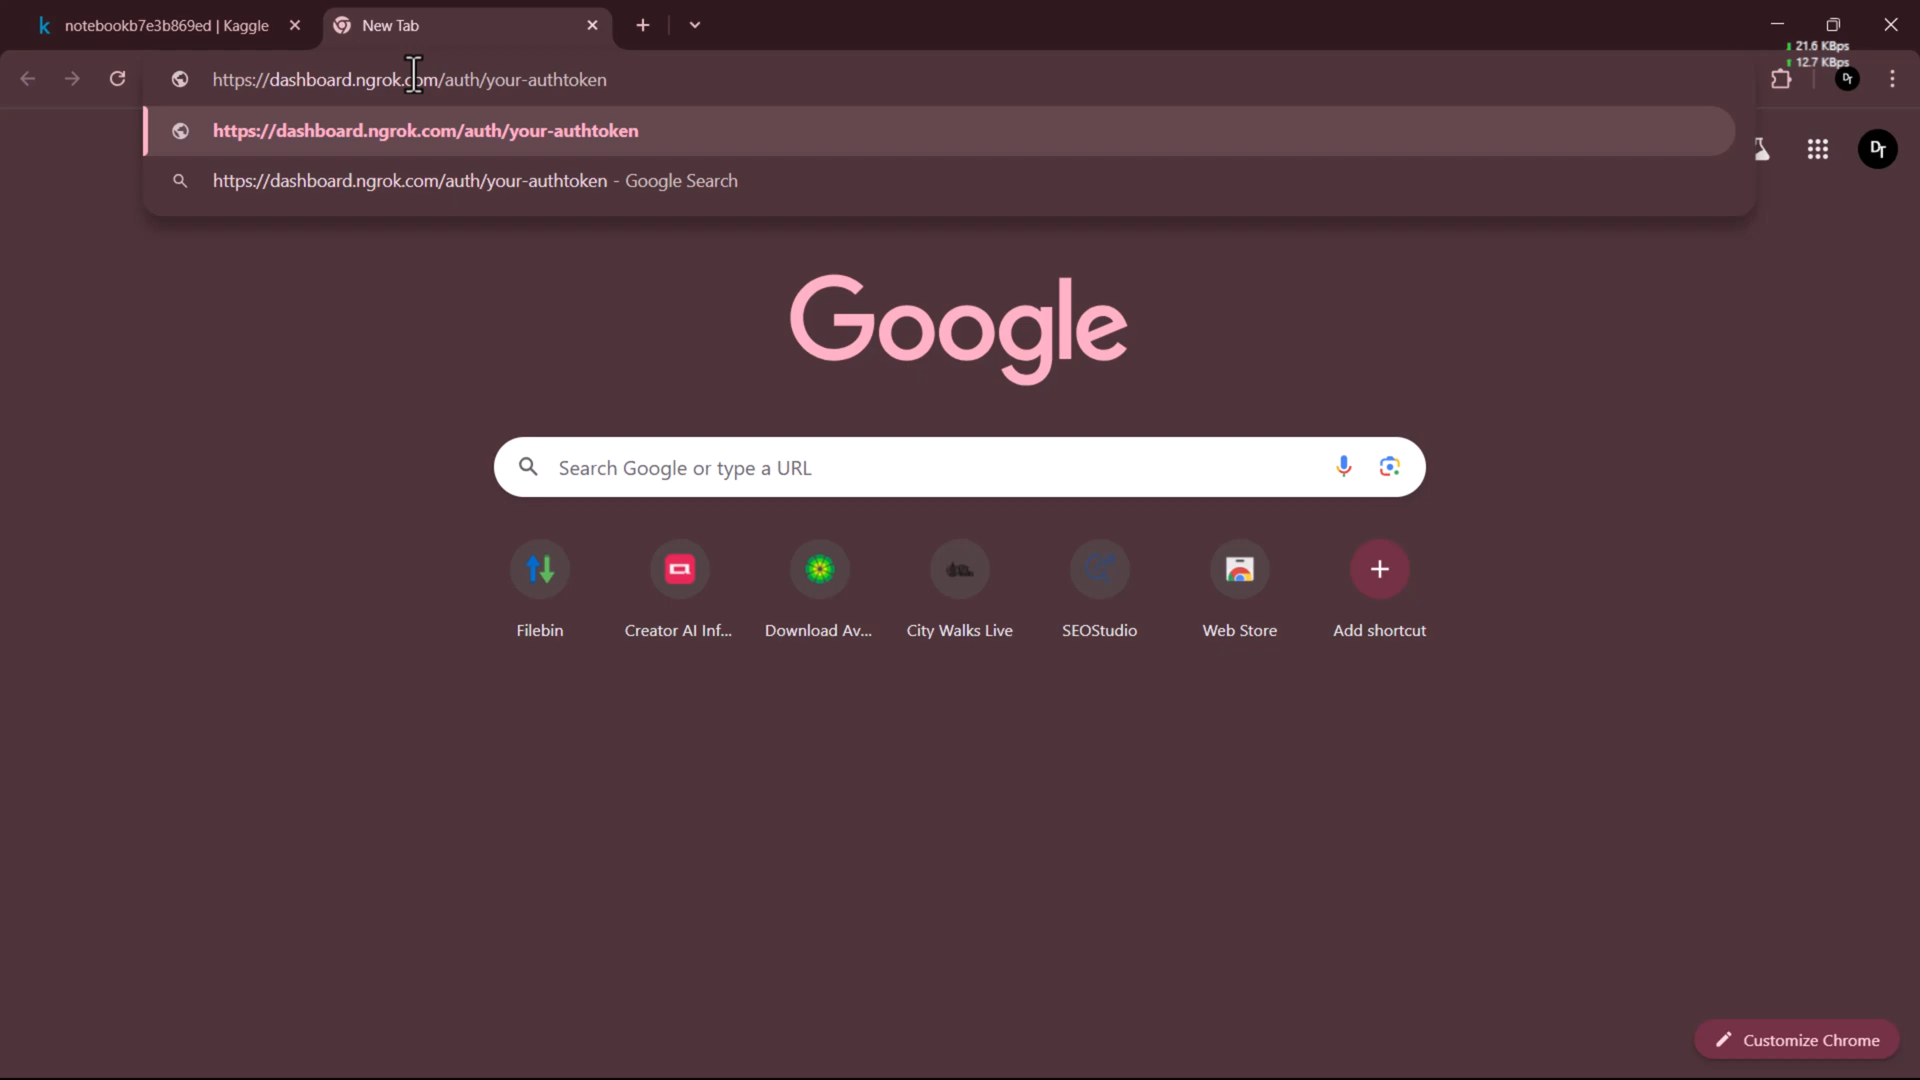 notebookb7e3b869ed | Kaggle
New Tab
21.6 KBps
12.7 KBps
https://dashboard.ngrok.com/auth/your-authtoken
DT
https://dashboard.ngrok.com/auth/your-authtoken
https://dashboard.ngrok.com/auth/your-authtoken - Google Search
DT
Google
Search Google or type a URL
Filebin
Creator AI Inf...
Download Av...
City Walks Live
SEOStudio
Web Store
Add shortcut
Customize Chrome